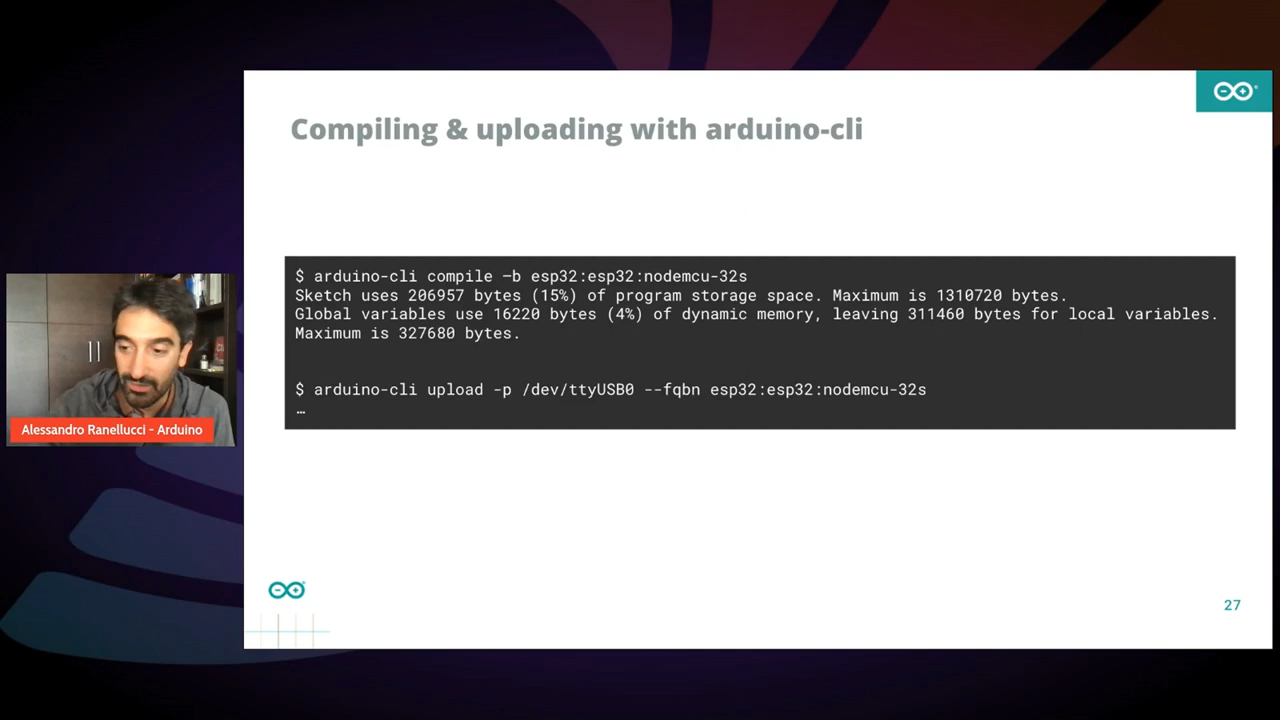 Compiling & uploading with arduino-cli
$ arduino-cli compile –b esp32:esp32:nodemcu-32s
Sketch uses 206957 bytes (15%) of program storage space. Maximum is 1310720 bytes.
Global variables use 16220 bytes (4%) of dynamic memory, leaving 311460 bytes for local variables.
Maximum is 327680 bytes.
$ arduino-cli upload -p /dev/ttyUSB0 --fqbn esp32:esp32:nodemcu-32s
…
Alessandro Ranellucci - Arduino
27